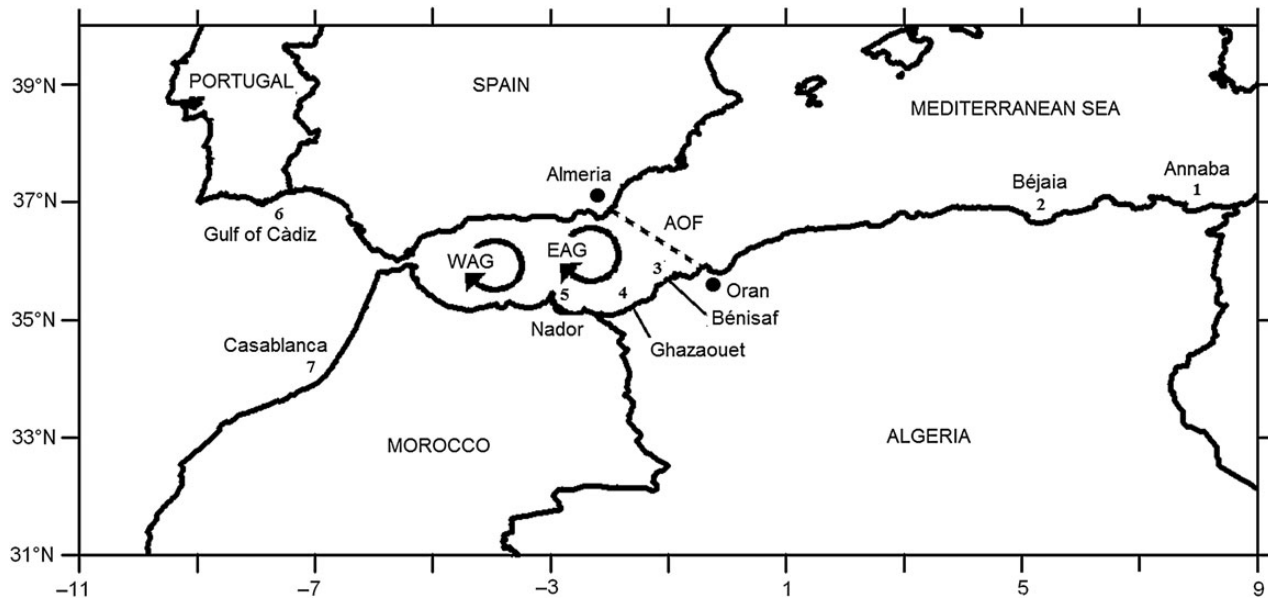 39°N
37°N
35°N
33°N
31°N
–11
–7
–3
1
5
9
PORTUGAL
SPAIN
MEDITERRANEAN SEA
Almeria
Annaba
1
Béjaia
2
6
Gulf of Càdiz
AOF
WAG
EAG
3
Oran
5
4
Bénisaf
Nador
Ghazaouet
Casablanca
7
MOROCCO
ALGERIA